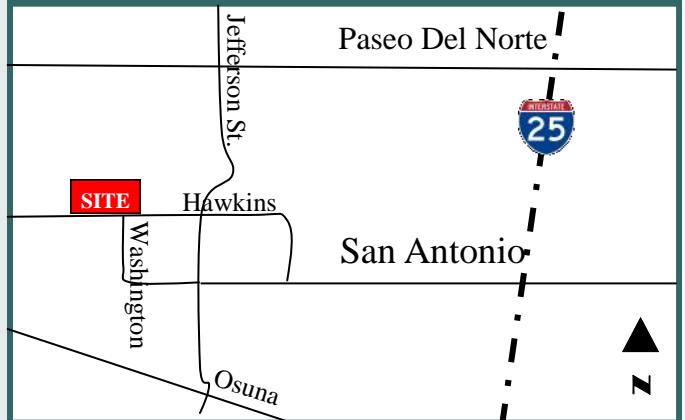 Paseo Del Norte
Jefferson St.
INTERSTATE
25
SITE
Hawkins
Washington
San Antonio
Osuna
N